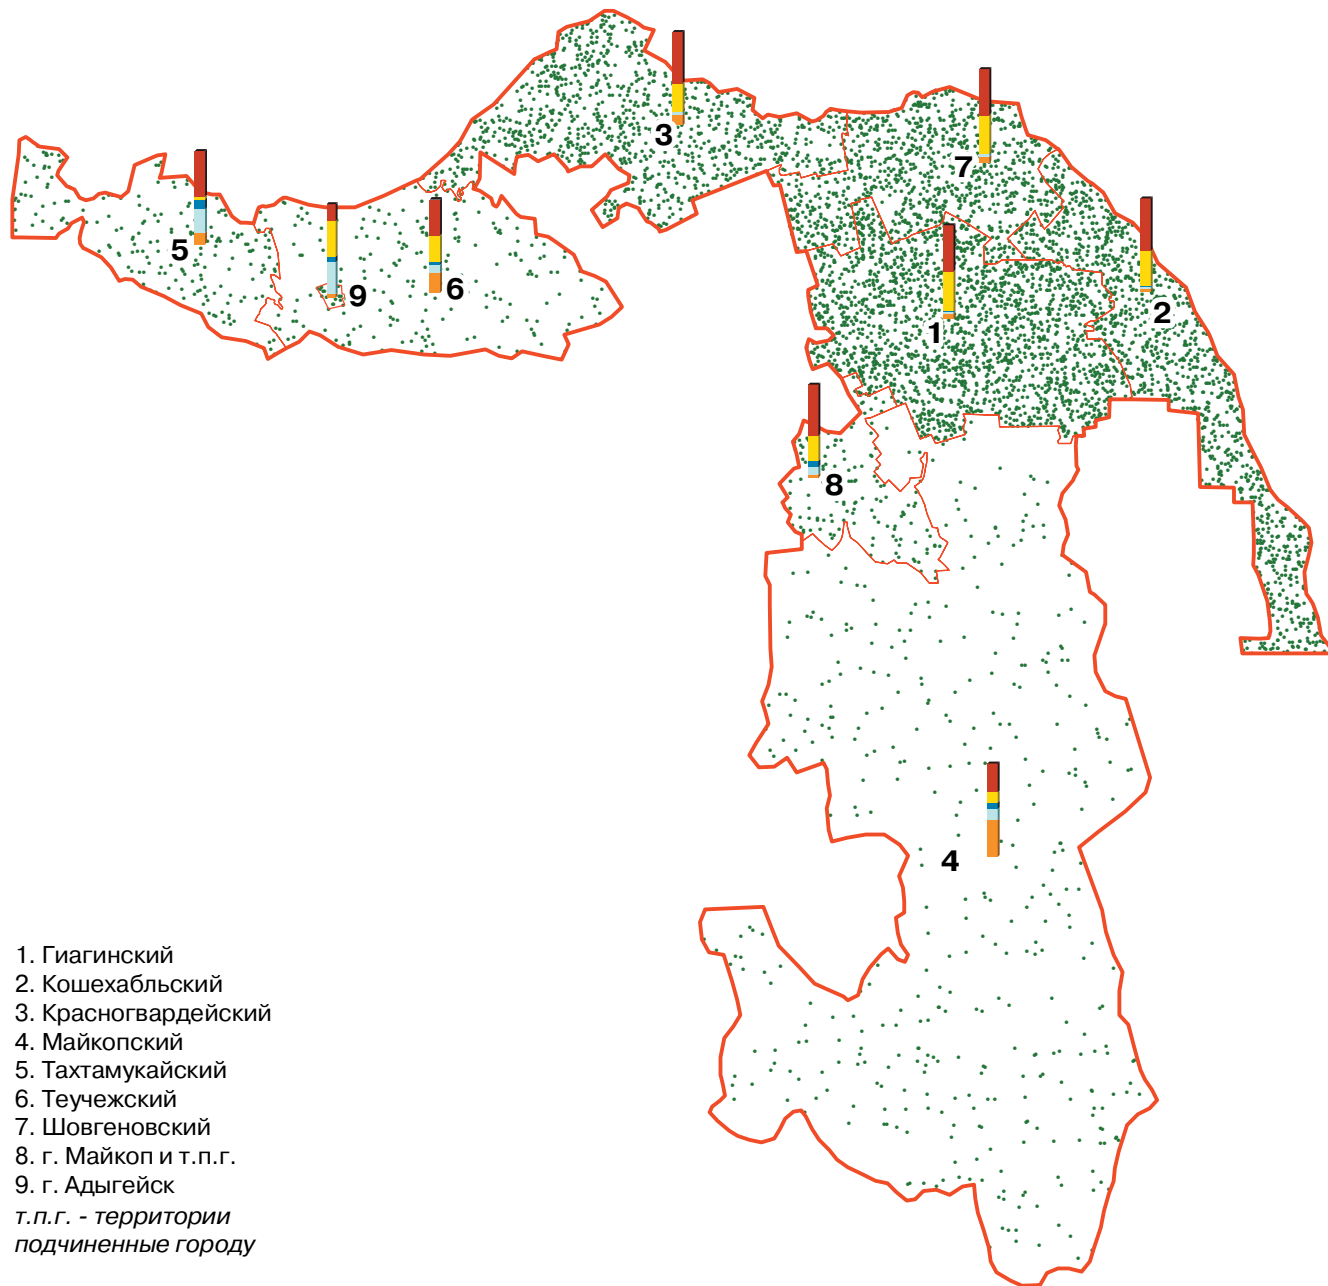 3
7
5
9
6
2
1
8
4
1. Гиагинский
2. Кошехабльский
3. Красногвардейский
4. Майкопский
5. Тахтамукайский
6. Теучежский
7. Шовгеновский
8. г. Майкоп и т.п.г.
9. г. Адыгейск
т.п.г. - территории
подчиненные городу